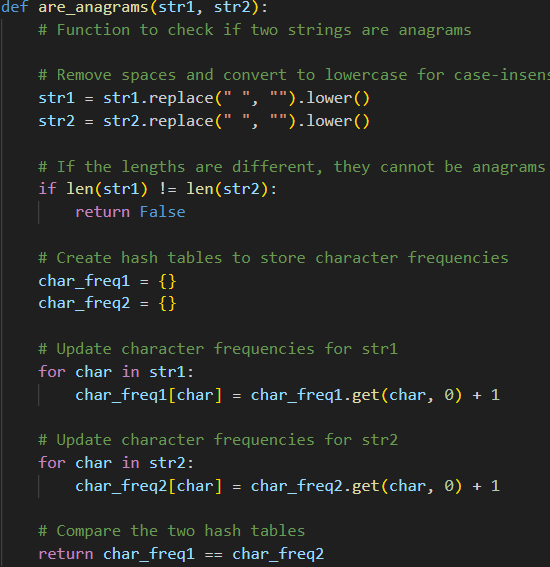 def are_anagrams(str1, str2):
    # Function to check if two strings are anagrams
    # Remove spaces and convert to lowercase for case-insens
    str1 = str1.replace(" ", "").lower()
    str2 = str2.replace(" ", "").lower()
    # If the lengths are different, they cannot be anagrams
    if len(str1) != len(str2):
        return False
    # Create hash tables to store character frequencies
    char_freq1 = {}
    char_freq2 = {}
    # Update character frequencies for str1
    for char in str1:
        char_freq1[char] = char_freq1.get(char, 0) + 1
    # Update character frequencies for str2
    for char in str2:
        char_freq2[char] = char_freq2.get(char, 0) + 1
    # Compare the two hash tables
    return char_freq1 == char_freq2